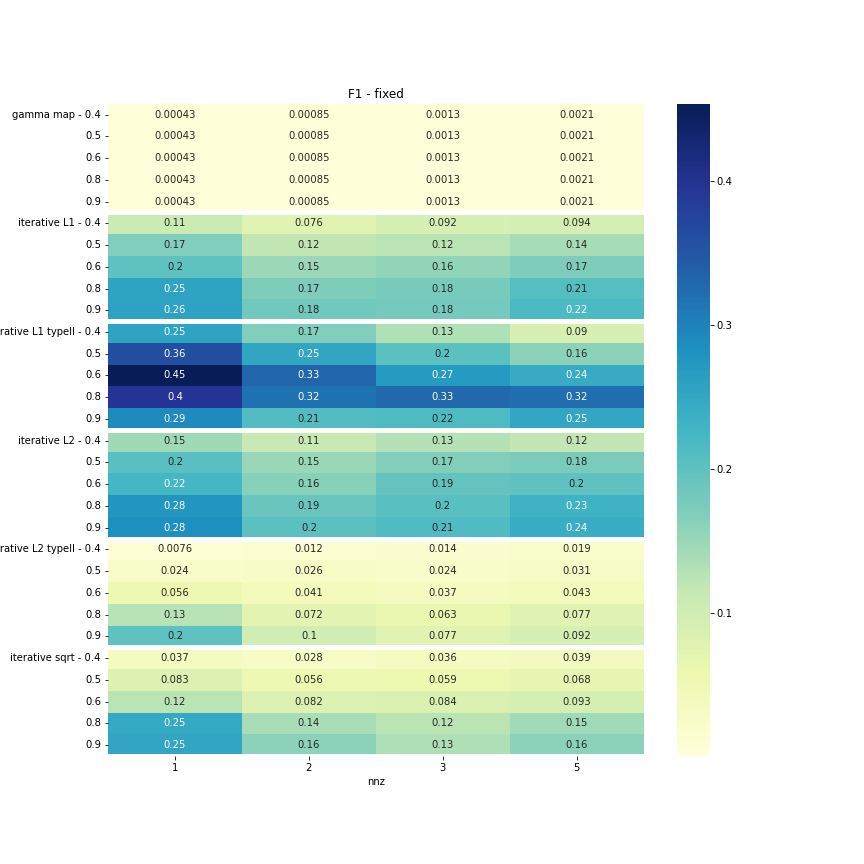 F1 - fixed
gamma map - 0.4 0.00043 0.00085 0.0013 0.0021
0.5 0.00043 0.00085 0.0013 0.0021
0.6 0.00043 0.00085 0.0013 0.0021
0.8 0.00043 0.00085 0.0013 0.0021
0.9 0.00043 0.00085 0.0013 0.0021
iterative L1 - 0.4 0.11 0.076 0.092 0.094
0.5 0.17 0.12 0.12 0.14
0.6 0.2 0.15 0.16 0.17
0.8 0.25 0.17 0.18 0.21
0.9 0.26 0.18 0.18 0.22
rative L1 typeII - 0.4 0.25 0.17 0.13 0.09
0.5 0.36 0.25 0.2 0.16
0.6 0.45 0.33 0.27 0.24
0.8 0.4 0.32 0.33 0.32
0.9 0.29 0.21 0.22 0.25
iterative L2 - 0.4 0.15 0.11 0.13 0.12
0.5 0.2 0.15 0.17 0.18
0.6 0.22 0.16 0.19 0.2
0.8 0.28 0.19 0.2 0.23
0.9 0.28 0.2 0.21 0.24
rative L2 typeII - 0.4 0.0076 0.012 0.014 0.019
0.5 0.024 0.026 0.024 0.031
0.6 0.056 0.041 0.037 0.043
0.8 0.13 0.072 0.063 0.077
0.9 0.2 0.1 0.077 0.092
iterative sqrt - 0.4 0.037 0.028 0.036 0.039
0.5 0.083 0.056 0.059 0.068
0.6 0.12 0.082 0.084 0.093
0.8 0.25 0.14 0.12 0.15
0.9 0.25 0.16 0.13 0.16
1 2 3 5
nnz
0.4
0.3
0.2
0.1